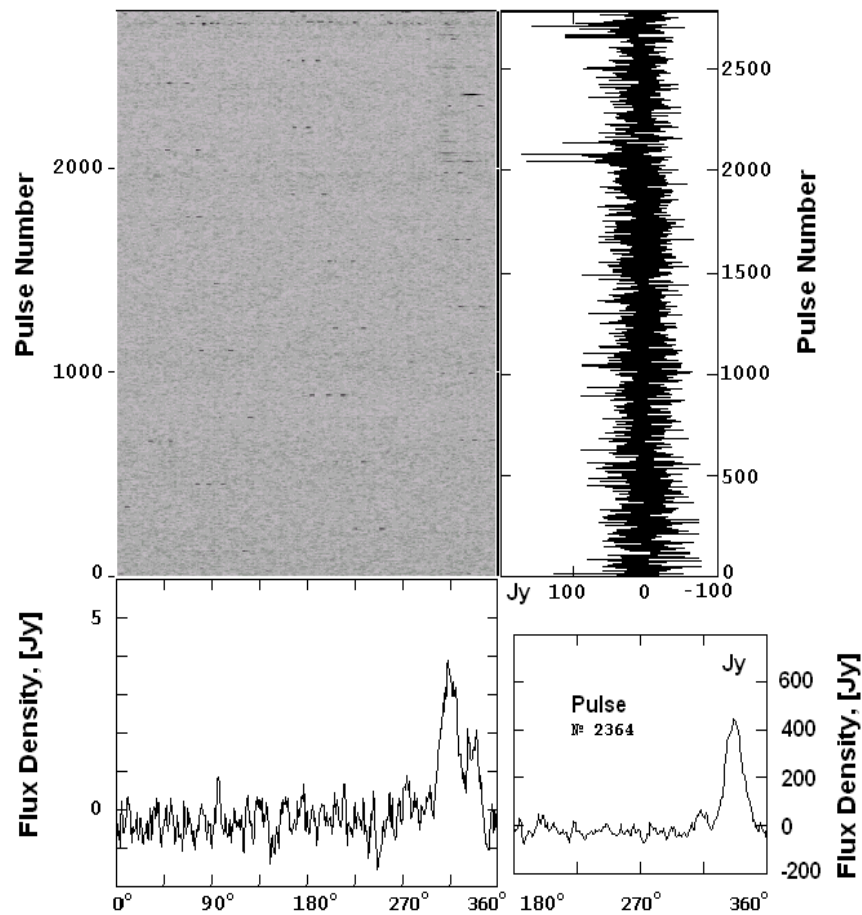 Pulse Number
2000
1000
0
2500
2000
1500
1000
500
0
Pulse Number
Jy 100 0 -100
Flux Density, [Jy]
5
0
0° 90° 180° 270° 360°
Jy
Pulse
№ 2364
600
400
200
0
-200
Flux Density, [Jy]
180° 270° 360°